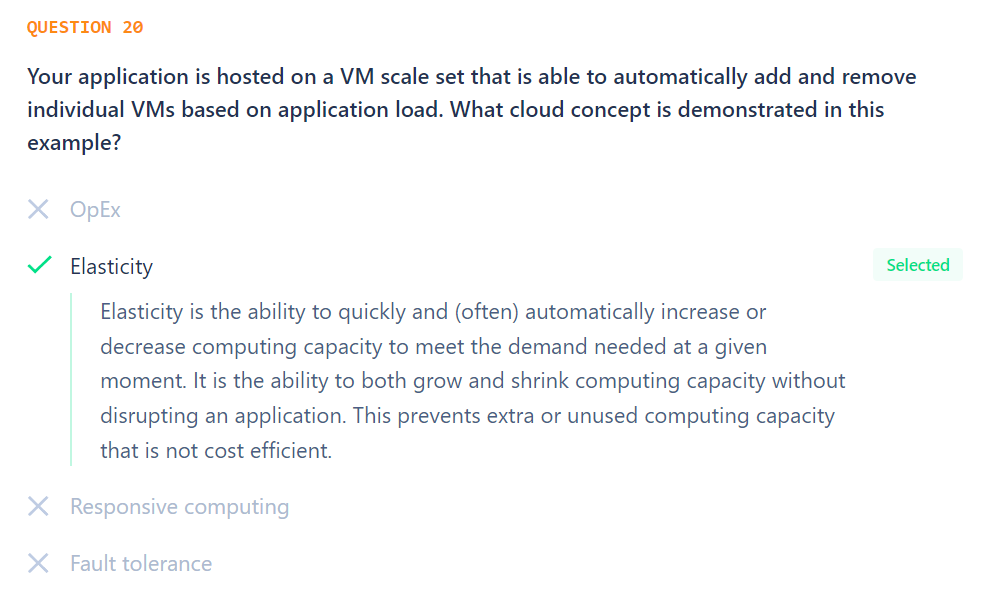 QUESTION 20
Your application is hosted on a VM scale set that is able to automatically add and remove
individual VMs based on application load. What cloud concept is demonstrated in this
example?
OpEx
Elasticity
Selected
Elasticity is the ability to quickly and (often) automatically increase or
decrease computing capacity to meet the demand needed at a given
moment. It is the ability to both grow and shrink computing capacity without
disrupting an application. This prevents extra or unused computing capacity
that is not cost efficient.
Responsive computing
Fault tolerance